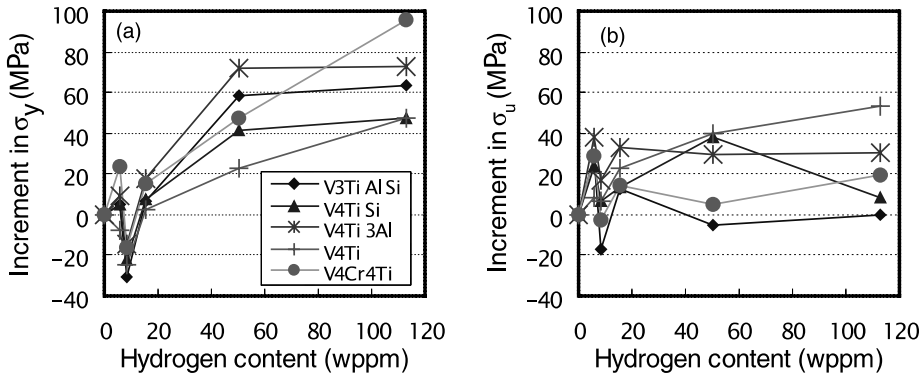 (a)
Increment in σy (MPa)
100
80
60
40
20
0
−20
−40
0 20 40 60 80 100 120
Hydrogen content (wppm)
V3Ti Al Si
V4Ti Si
V4Ti 3Al
V4Ti
V4Cr4Ti
(b)
Increment in σu (MPa)
100
80
60
40
20
0
−20
−40
0 20 40 60 80 100 120
Hydrogen content (wppm)